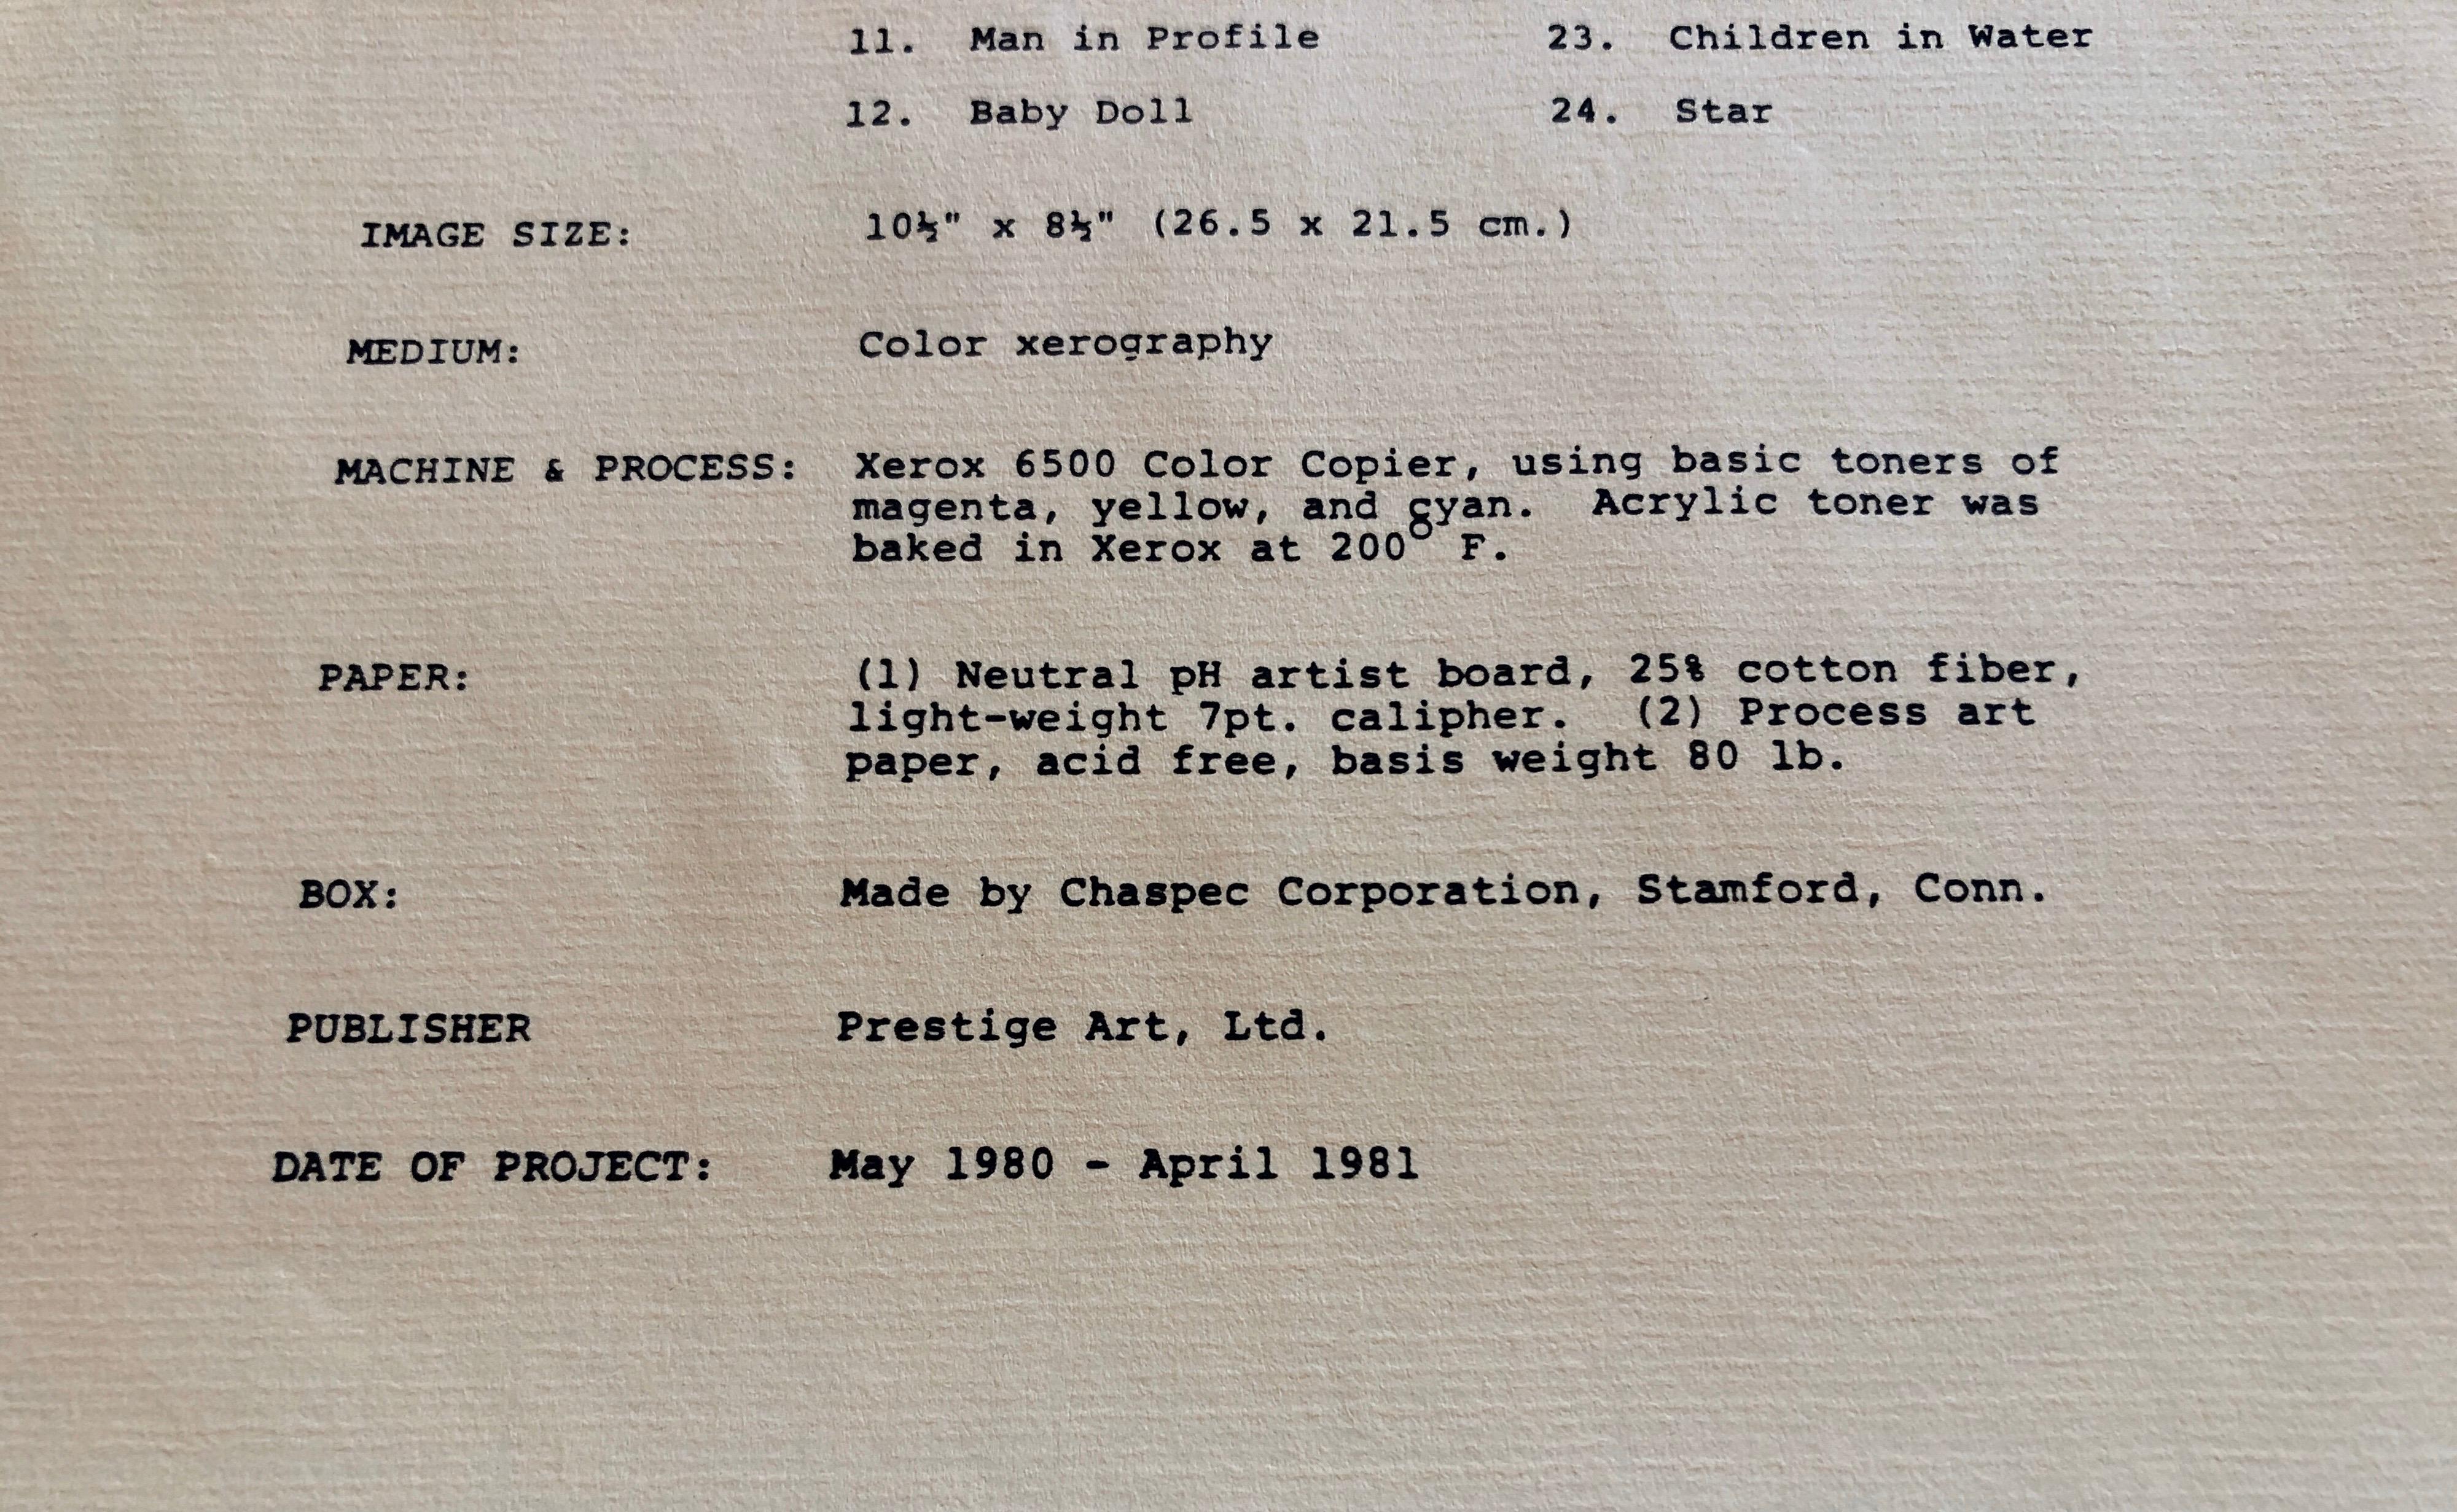 11. Man in Profile 23. Children in Water
12. Baby Doll 24. Star
IMAGE SIZE: 10½" x 8½" (26.5 x 21.5 cm.)
MEDIUM: Color xerography
MACHINE & PROCESS: Xerox 6500 Color Copier, using basic toners of
magenta, yellow, and cyan. Acrylic toner was
baked in Xerox at 200° F.
PAPER: (1) Neutral pH artist board, 25% cotton fiber,
light-weight 7pt. calipher. (2) Process art
paper, acid free, basis weight 80 lb.
BOX: Made by Chaspec Corporation, Stamford, Conn.
PUBLISHER Prestige Art, Ltd.
DATE OF PROJECT: May 1980 - April 1981